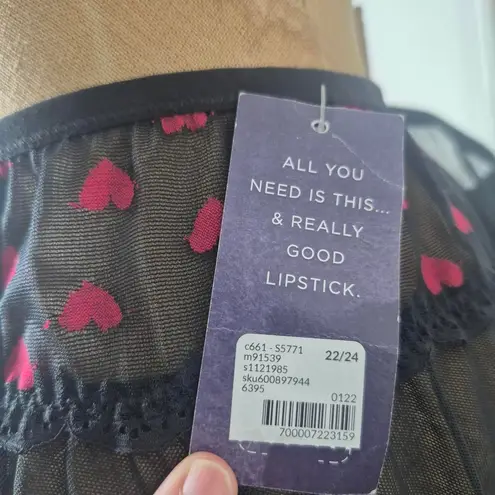 ALL YOU
NEED IS THIS...
& REALLY
GOOD
LIPSTICK.
c661 - S5771 22/24
m91539
s1121985
sku600897944
6395 0122
700007223159